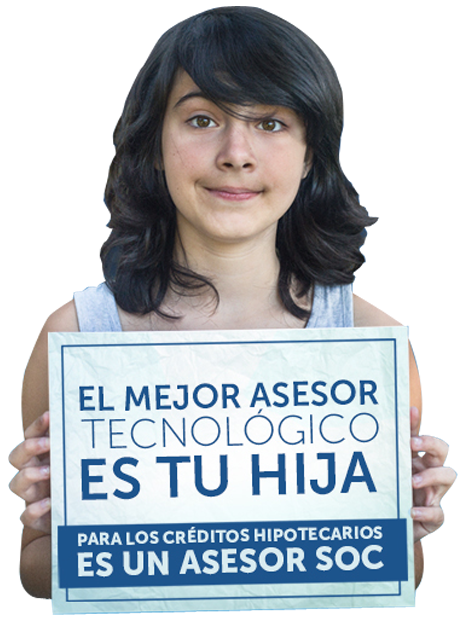 EL MEJOR ASESOR
TECNOLÓGICO
ES TU HIJA
PARA LOS CRÉDITOS HIPOTECARIOS
ES UN ASESOR SOC